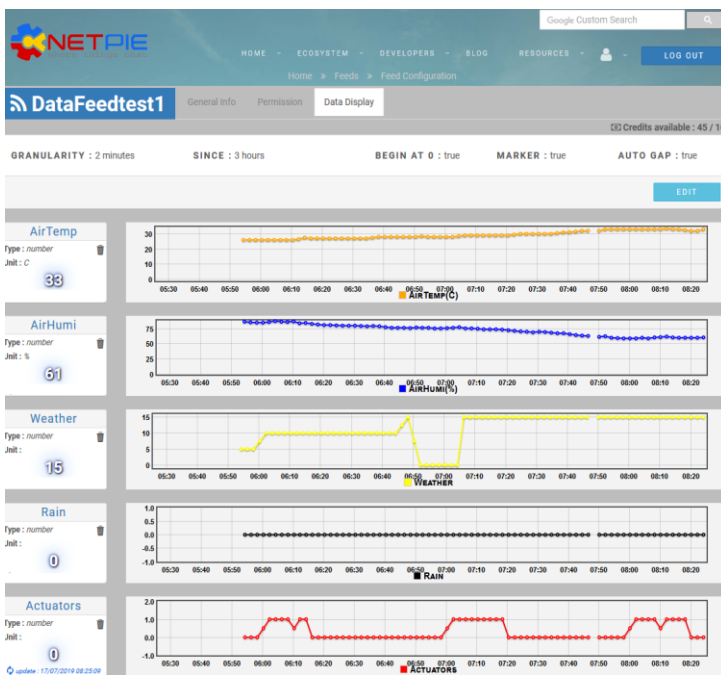 Google Custom Search
NETPIE
HOME ECOSYSTEM DEVELOPERS BLOG RESOURCES LOG OUT
Home » Feeds » Feed Configuration
DataFeedtest1 General Info Permission Data Display
Credits available : 45 / 10
GRANULARITY : 2 minutes SINCE : 3 hours BEGIN AT 0 : true MARKER : true AUTO GAP : true
EDIT
AirTemp
Type : number
Unit : C
33
30
20
10
0
05:30 05:40 05:50 06:00 06:10 06:20 06:30 06:40 06:50 07:00 07:10 07:20 07:30 07:40 07:50 08:00 08:10 08:20
AIRTEMP(C)
AirHumi
Type : number
Unit : %
61
75
50
25
0
05:30 05:40 05:50 06:00 06:10 06:20 06:30 06:40 06:50 07:00 07:10 07:20 07:30 07:40 07:50 08:00 08:10 08:20
AIRHUMI(%)
Weather
Type : number
Unit :
15
15
10
5
0
05:30 05:40 05:50 06:00 06:10 06:20 06:30 06:40 06:50 07:00 07:10 07:20 07:30 07:40 07:50 08:00 08:10 08:20
WEATHER
Rain
Type : number
Unit :
0
1.0
0.5
0.0
-0.5
-1.0
05:30 05:40 05:50 06:00 06:10 06:20 06:30 06:40 06:50 07:00 07:10 07:20 07:30 07:40 07:50 08:00 08:10 08:20
RAIN
Actuators
Type : number
Unit :
0
update : 17/07/2019 08:25:09
2.0
1.0
0.0
-1.0
05:30 05:40 05:50 06:00 06:10 06:20 06:30 06:40 06:50 07:00 07:10 07:20 07:30 07:40 07:50 08:00 08:10 08:20
ACTUATORS